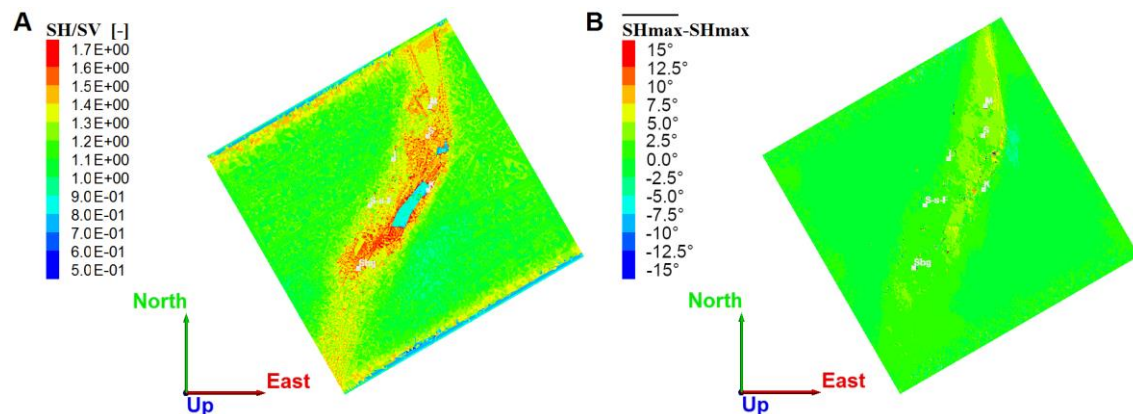 A
SH/SV [-]
1.7E+00
1.6E+00
1.5E+00
1.4E+00
1.3E+00
1.2E+00
1.1E+00
1.0E+00
9.0E-01
8.0E-01
7.0E-01
6.0E-01
5.0E-01
Sbg
North
East
Up
B
SHmax-SHmax
15°
12.5°
10°
7.5°
5.0°
2.5°
0.0°
-2.5°
-5.0°
-7.5°
-10°
-12.5°
-15°
M
S
K
S-o-F
Sbg
North
East
Up